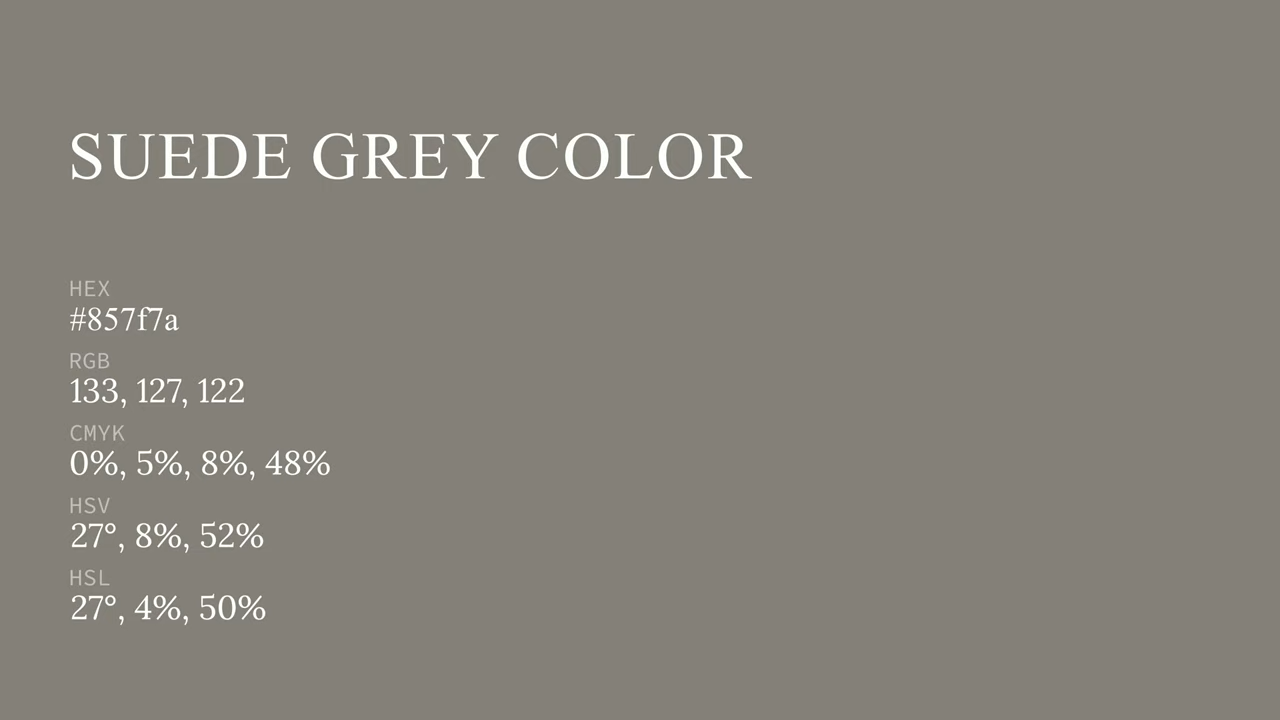 SUEDE GREY COLOR
HEX
#857f7a
RGB
133, 127, 122
CMYK
0%, 5%, 8%, 48%
HSV
27°, 8%, 52%
HSL
27°, 4%, 50%